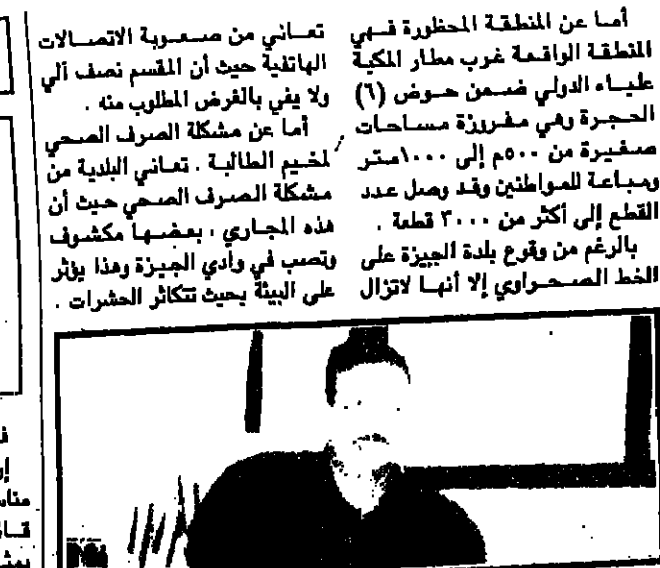 أما عن المنطقة المحظورة فهي
المنطقة الواقعة غرب مطار الملكة
علياء الدولي ضمن حوض (٦)
الحجرة وهي مفروزة مساحات
صغيرة من ٥٠٠م إلى ١٠٠٠متر
ومباعة للمواطنين وقد وصل عدد
القطع إلى أكثر من ٣٠٠٠ قطعة .
بالرغم من وقوع بلدة الجيزة على
الخط الصحراوي إلا أنها لاتزال
تعاني من صعوبة الاتصالات
الهاتفية حيث أن المقسم نصف آلي
ولا يفي بالغرض المطلوب منه .
أما عن مشكلة الصرف الصحي
لمخيم الطالبة . تعاني البلدية من
مشكلة الصرف الصحي حيث أن
هذه المجاري ، بعضها مكشوف
وتصب في وادي الجيزة وهذا يؤثر
على البيئة بحيث تتكاثر الحشرات .